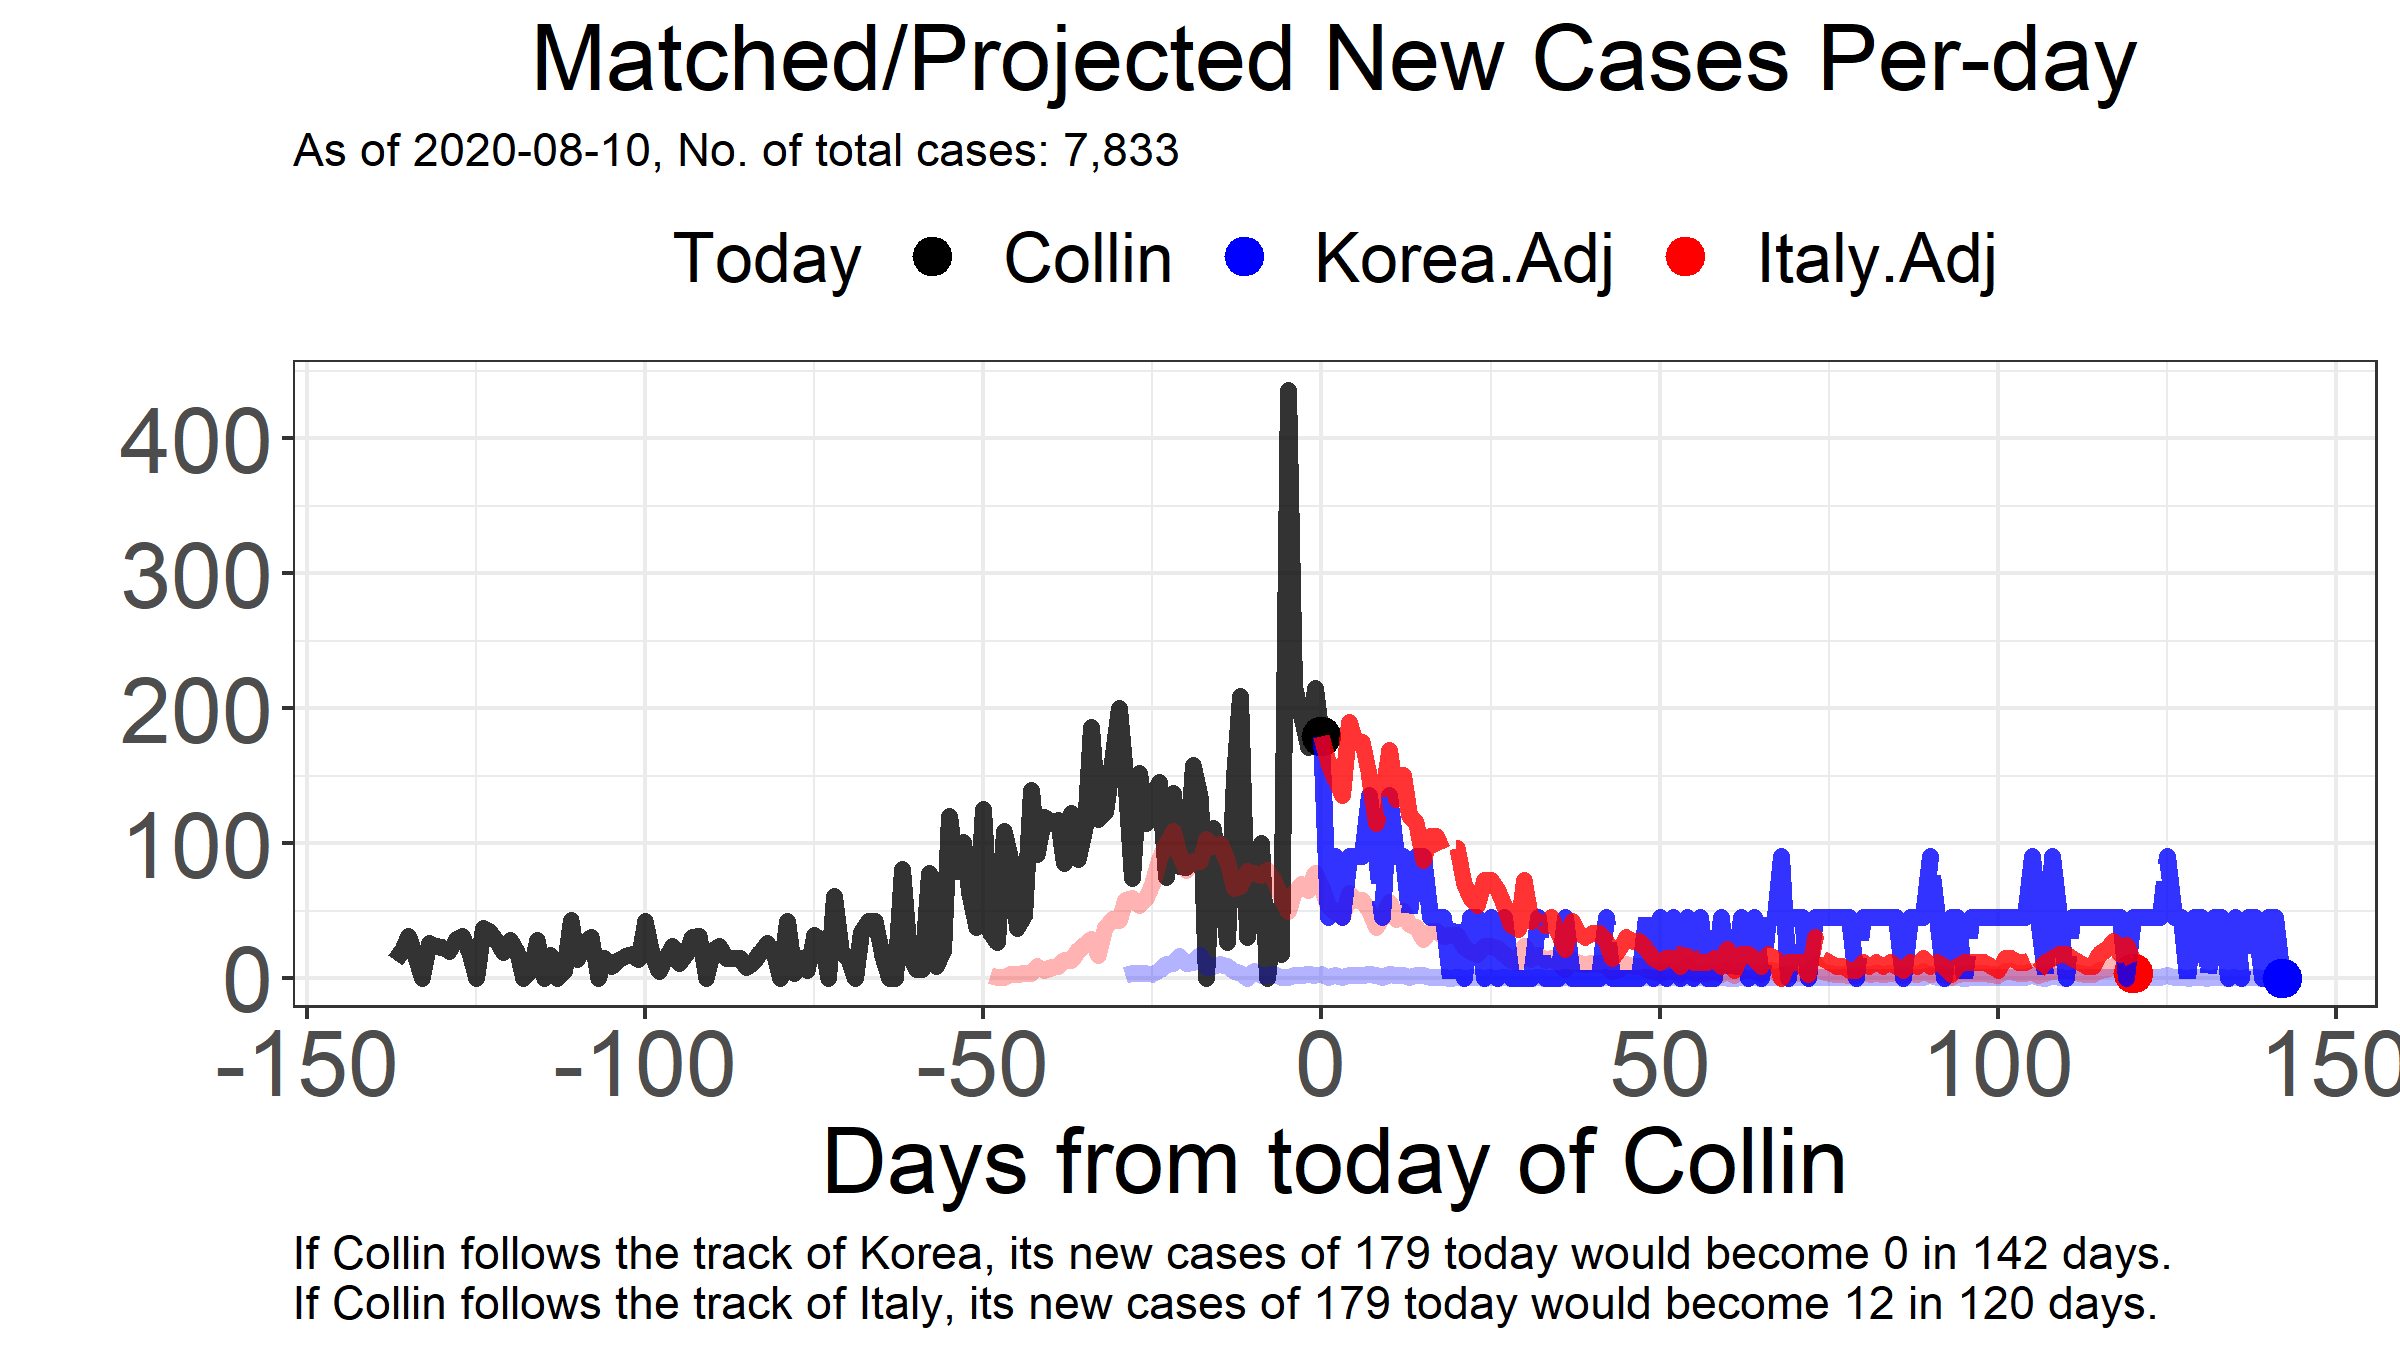 Matched/Projected New Cases Per-day
As of 2020-08-10, No. of total cases: 7,833
Today Collin Korea.Adj Italy.Adj
400
300
200
100
0
-150 -100 -50 0 50 100 150
Days from today of Collin
If Collin follows the track of Korea, its new cases of 179 today would become 0 in 142 days.
If Collin follows the track of Italy, its new cases of 179 today would become 12 in 120 days.